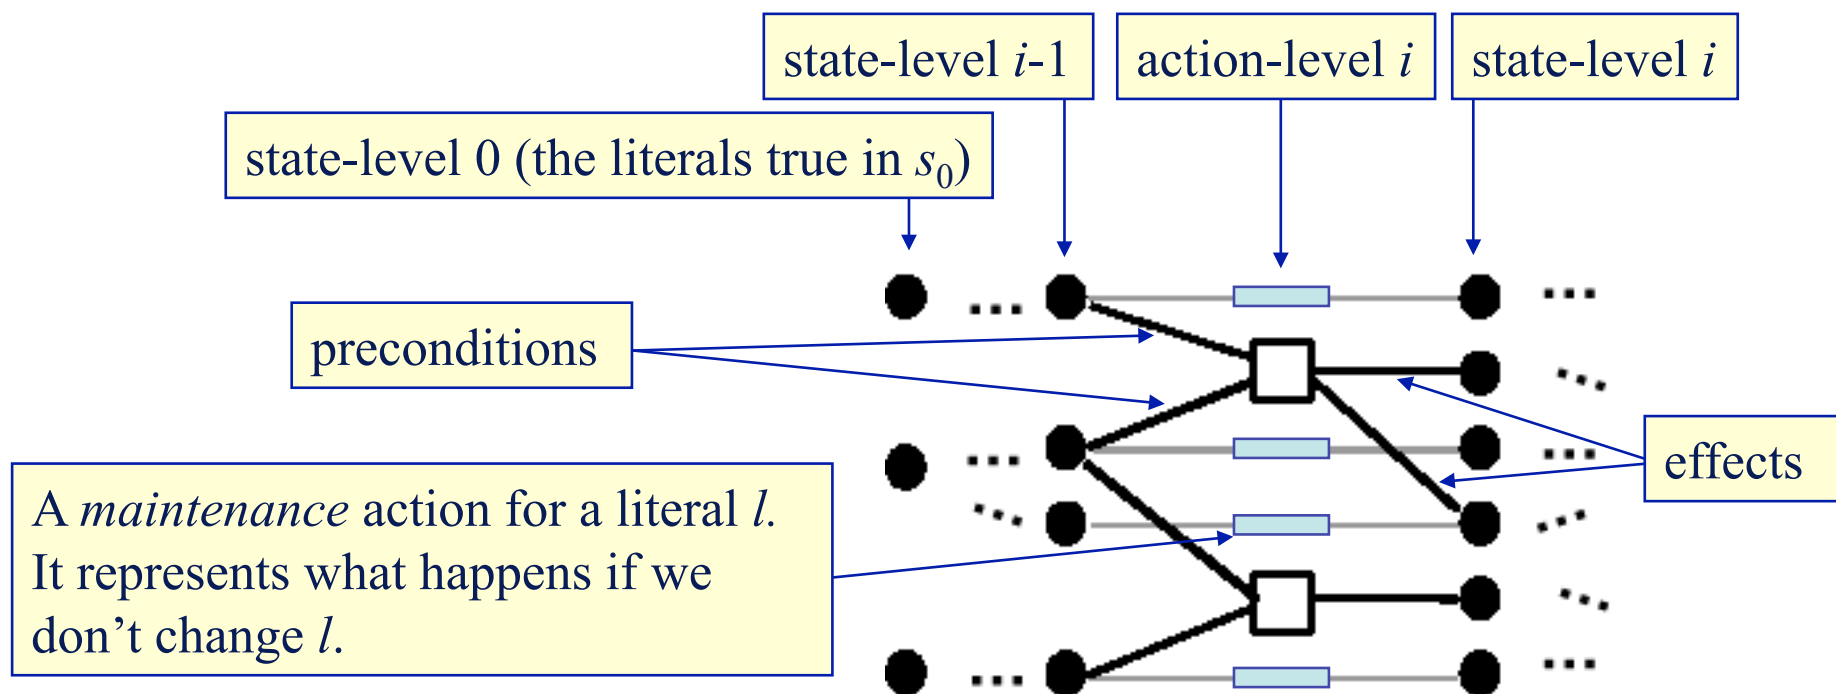 state-level i-1
action-level i
state-level i
state-level 0 (the literals true in s₀)
preconditions
effects
A maintenance action for a literal l.
It represents what happens if we
don’t change l.